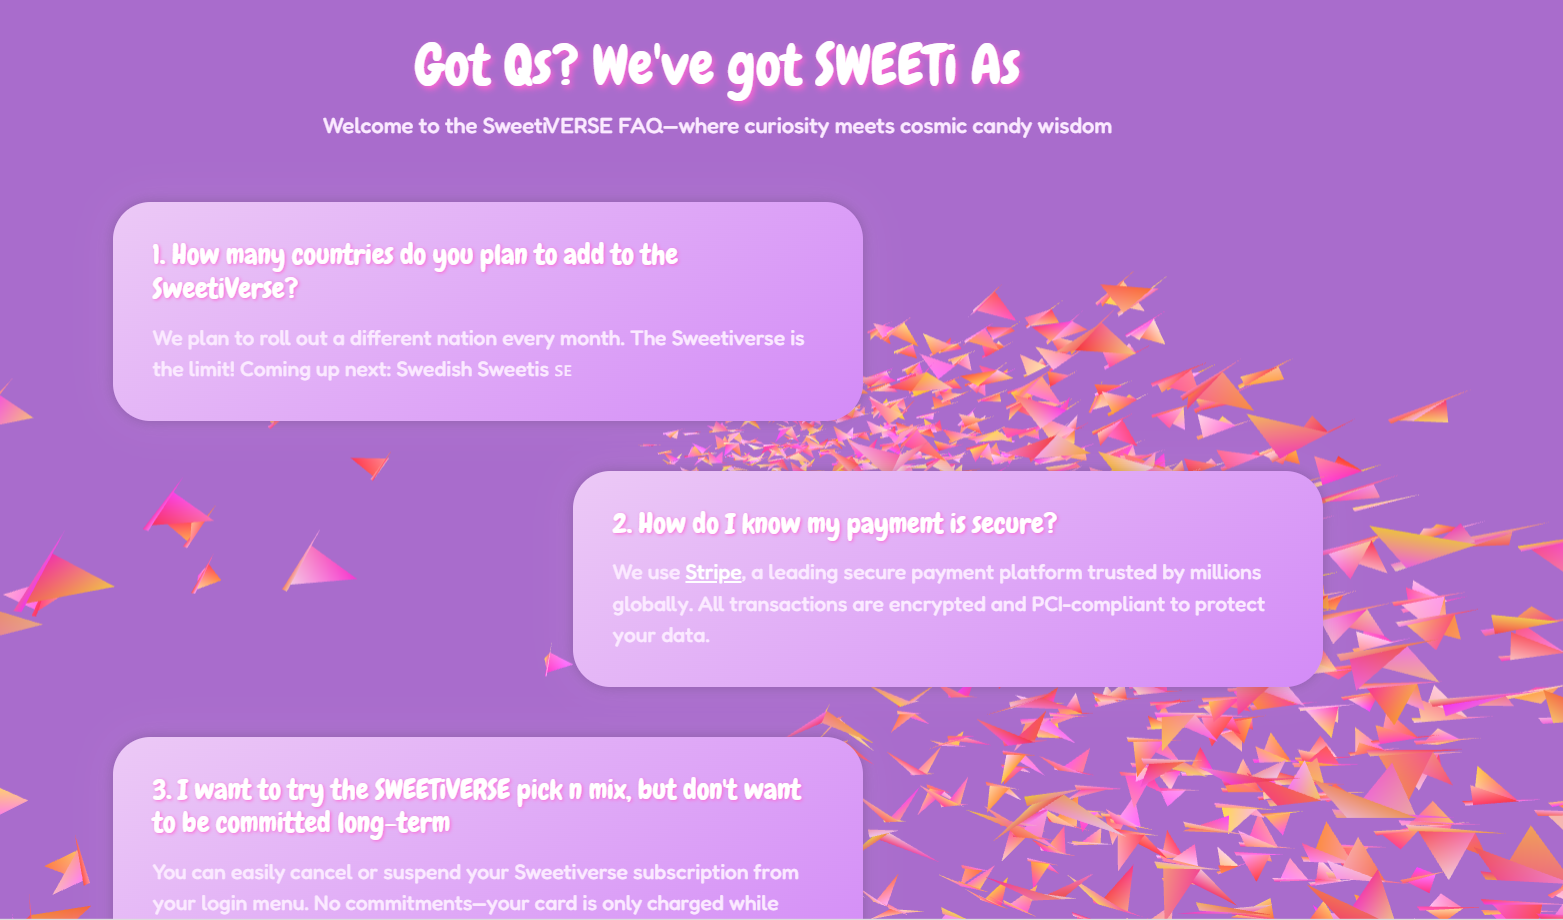 Got Qs? We've got SWEETi As
Welcome to the SweetiVERSE FAQ—where curiosity meets cosmic candy wisdom
1. How many countries do you plan to add to the
SweetiVerse?
We plan to roll out a different nation every month. The Sweetiverse is
the limit! Coming up next: Swedish Sweetis SE
2. How do I know my payment is secure?
We use Stripe, a leading secure payment platform trusted by millions
globally. All transactions are encrypted and PCI-compliant to protect
your data.
3. I want to try the SWEETiVERSE pick n mix, but don't want
to be committed long-term
You can easily cancel or suspend your Sweetiverse subscription from
your login menu. No commitments—your card is only charged while